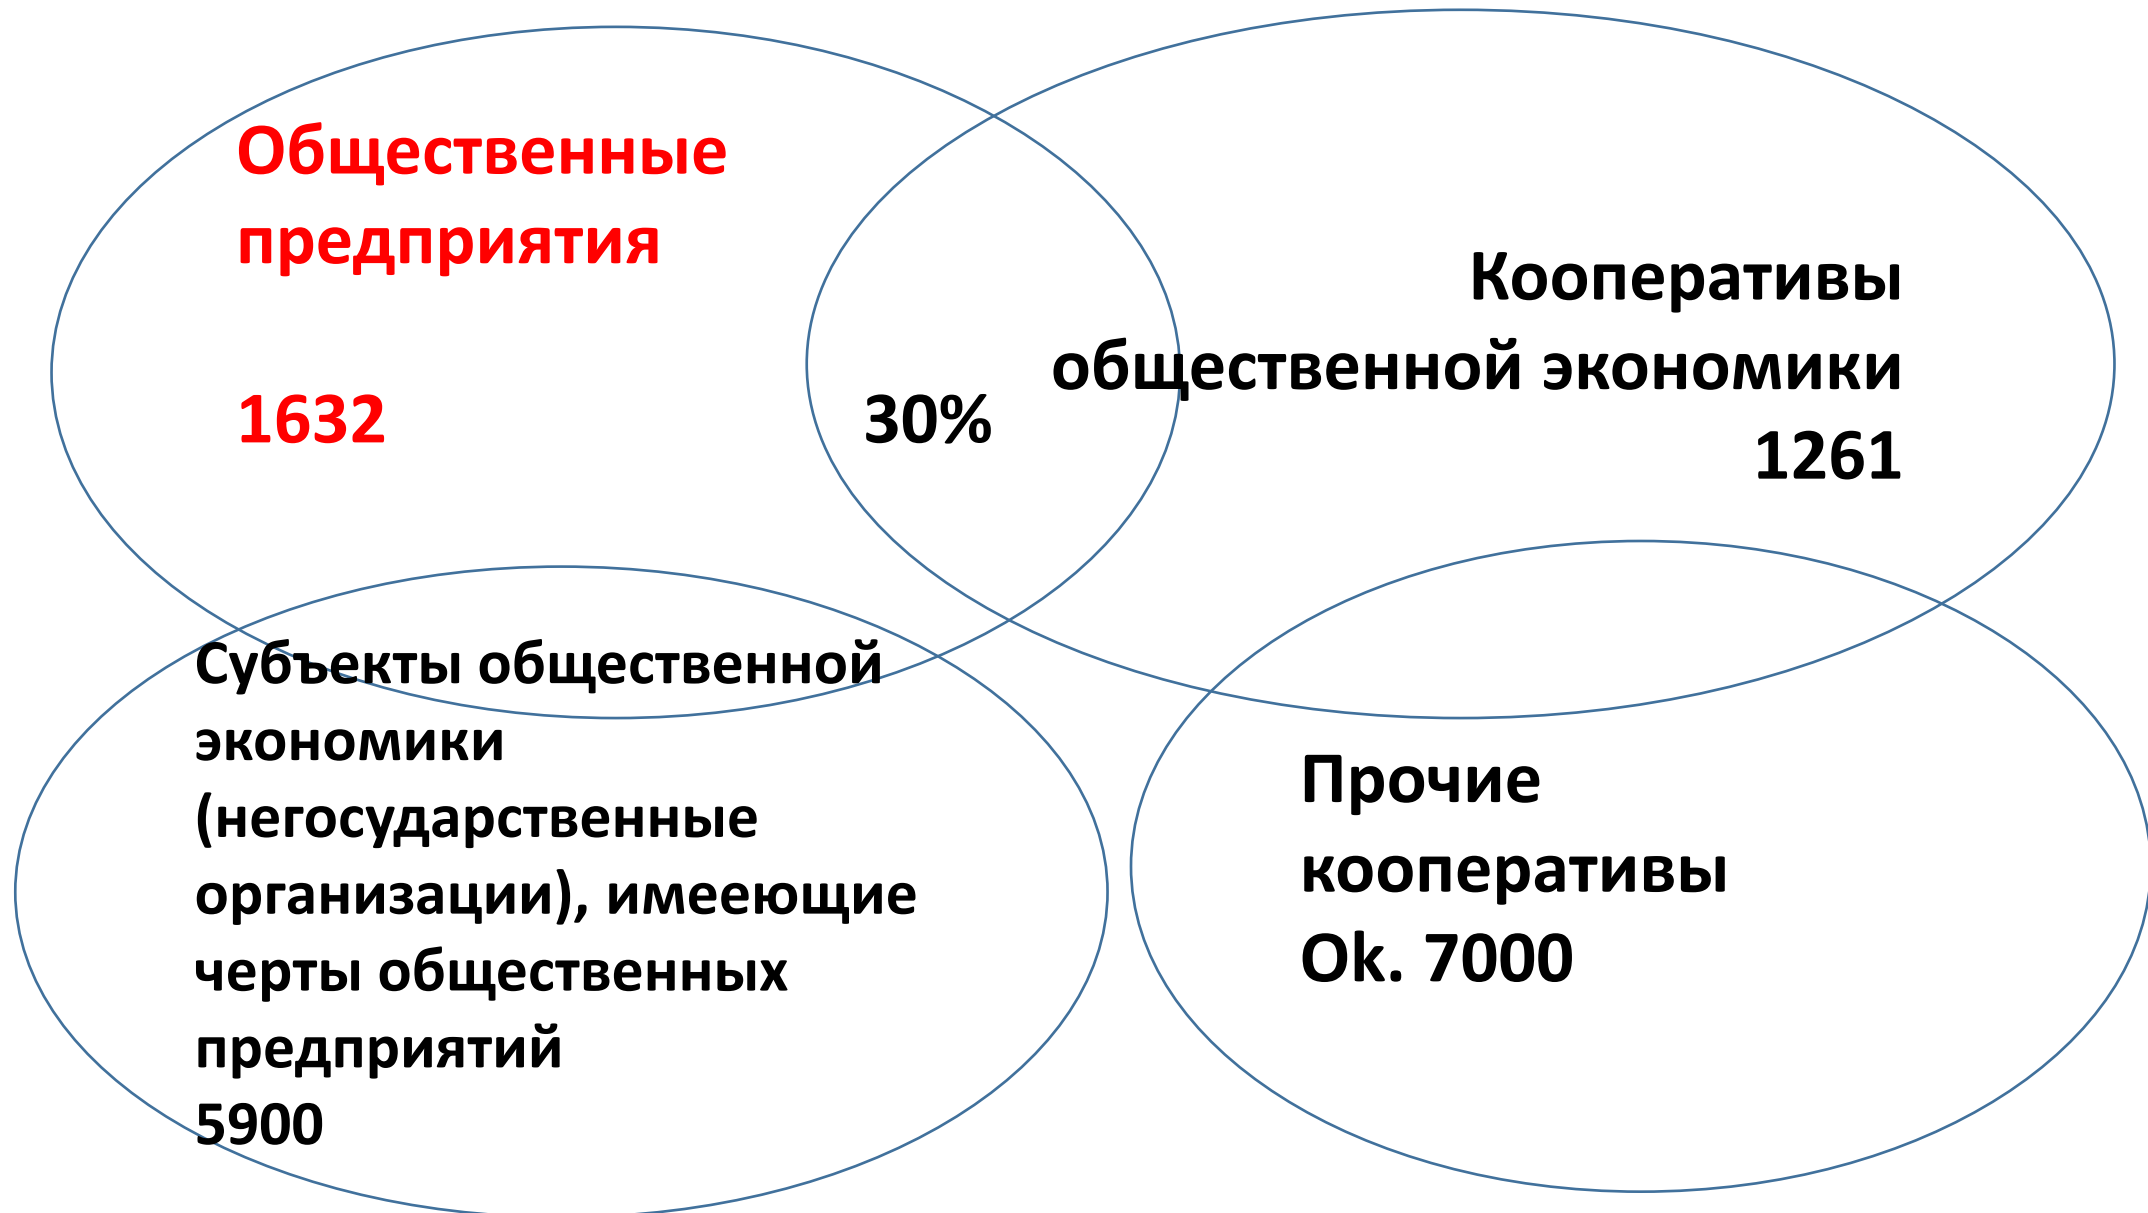 Общественные
предприятия
1632
30%
Кооперативы
общественной экономики
1261
Субъекты общественной
экономики
(негосударственные
организации), имееющие
черты общественных
предприятий
5900
Прочие
кооперативы
Ok. 7000